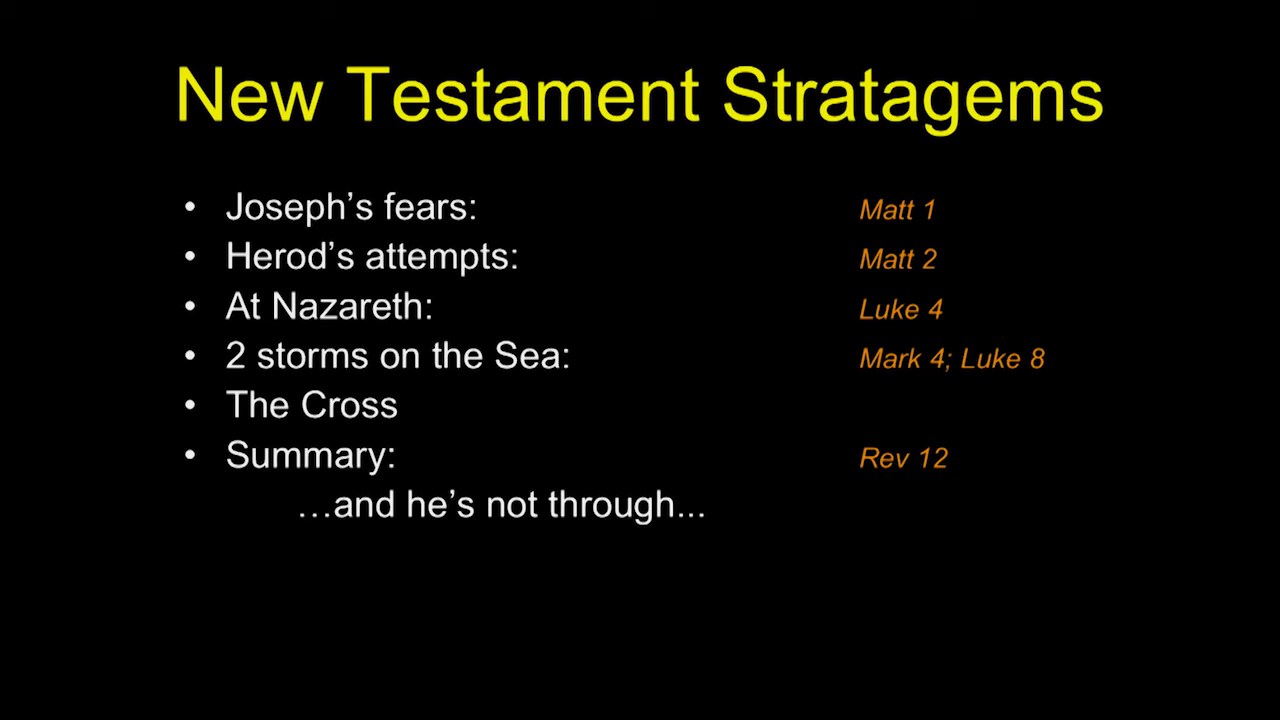 New Testament Stratagems
• Joseph’s fears: Matt 1
• Herod’s attempts: Matt 2
• At Nazareth: Luke 4
• 2 storms on the Sea: Mark 4; Luke 8
• The Cross
• Summary: Rev 12
…and he’s not through...